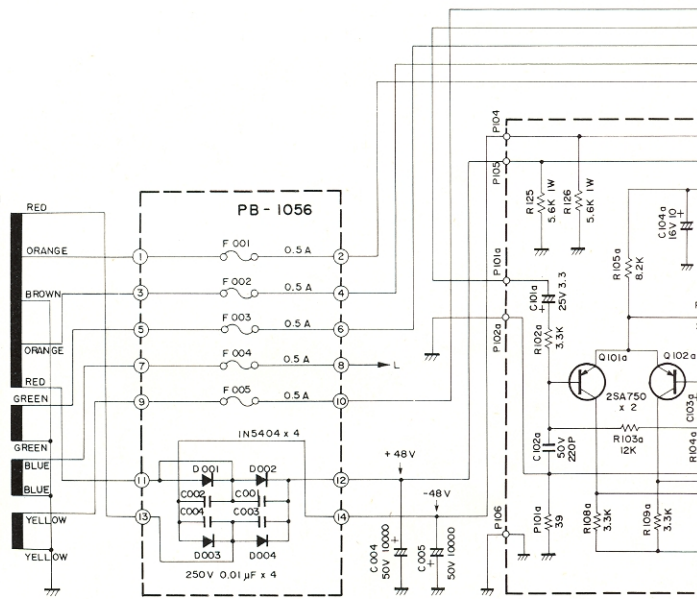 RED
ORANGE
BROWN
ORANGE
RED
GREEN
GREEN
BLUE
BLUE
YELLOW
YELLOW
PB-1056
1 F001 0.5A 2
3 F002 0.5A 4
5 F003 0.5A 6
7 F004 0.5A 8 L
9 F005 0.5A 10
1N5404 x 4
11 D001 D002 12
C002 C001
C004 C003
13 14
D003 D004
250V 0.01µF x 4
+48V
-48V
C004
50V 10000
+
C005
50V 10000
+
P104
P105
R125
5.6K 1W
R126
5.6K 1W
C104a
16V 10
+
P101a
C101a
25V 3.3
+
R105a
8.2K
P102a
R102a
3.3K
Q101a
Q102a
2SA750
x 2
C103a
C102a
50V
220P
R103a
12K
R104a
P106
P101a
39
R108a
3.3K
R109a
3.3K